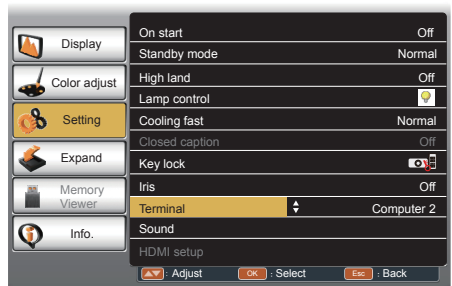 Display
Color adjust
Setting
Expand
Memory
Viewer
Info.
On start Off
Standby mode Normal
High land Off
Lamp control
Cooling fast Normal
Closed caption Off
Key lock
Iris Off
Terminal Computer 2
Sound
HDMI setup
: Adjust OK : Select Esc : Back